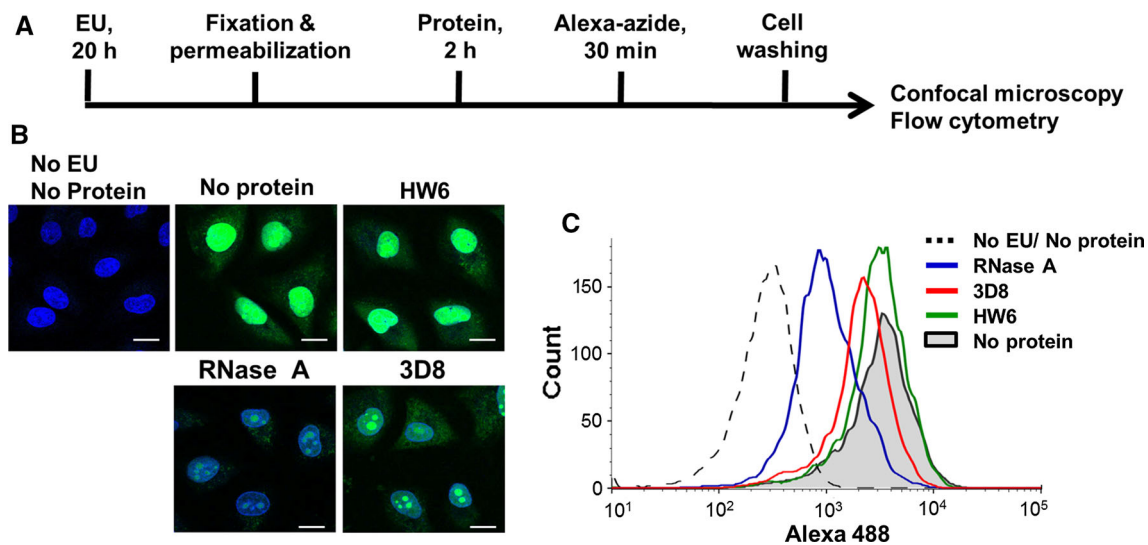 A
EU,
20 h
Fixation &
permeabilization
Protein,
2 h
Alexa-azide,
30 min
Cell
washing
Confocal microscopy
Flow cytometry
B
No EU
No Protein
No protein
HW6
RNase A
3D8
C
Count
150
100
50
0
10¹
10²
10³
10⁴
10⁵
Alexa 488
No EU/ No protein
RNase A
3D8
HW6
No protein